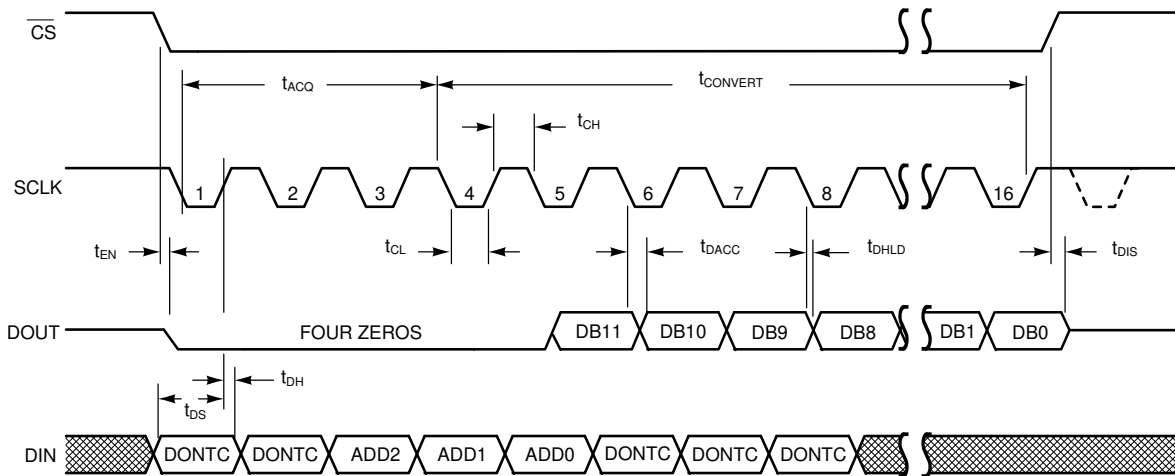 CS
tACQ
tCONVERT
tCH
SCLK
1 2 3 4 5 6 7 8 16
tEN
tCL
tDACC
tDHLD
tDIS
DOUT
FOUR ZEROS
DB11 DB10 DB9 DB8 DB1 DB0
tDH
tDS
DIN
DONTC DONTC ADD2 ADD1 ADD0 DONTC DONTC DONTC